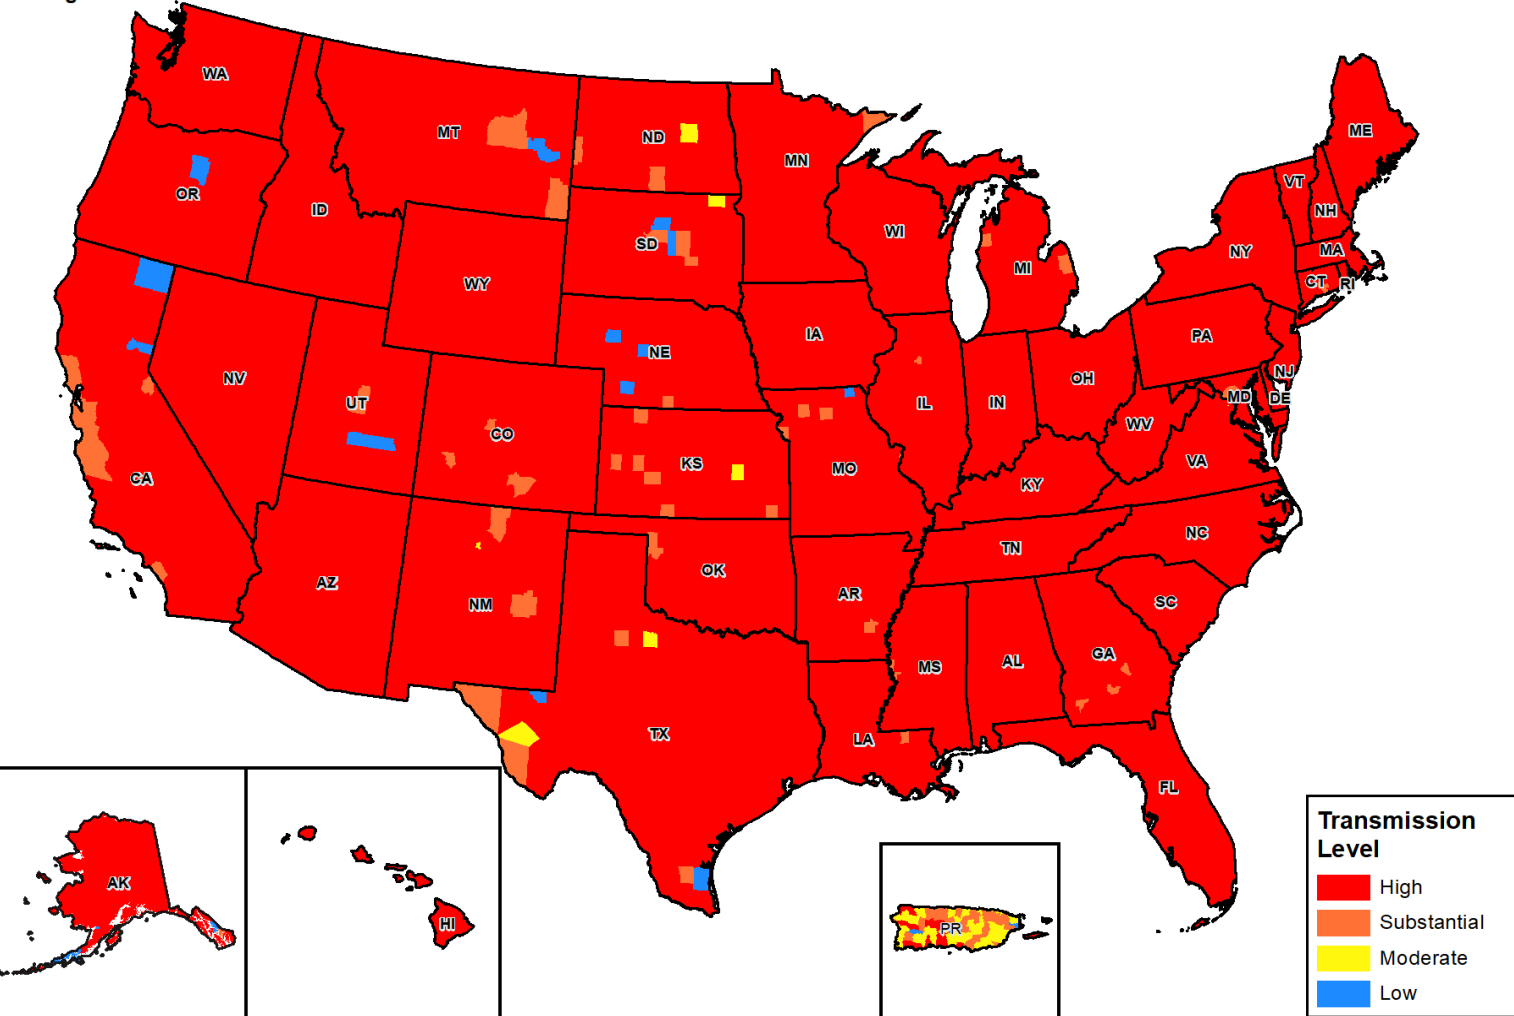 WA
MT
ND
MN
ME
OR
ID
SD
WI
VT
NH
WY
MI
NY
MA
CT
RI
NE
IA
PA
NV
UT
CO
KS
MO
IL
IN
OH
NJ
MD
DE
WV
VA
CA
KY
AZ
NM
OK
AR
TN
NC
SC
MS
AL
GA
TX
LA
FL
AK
HI
PR
Transmission
Level
High
Substantial
Moderate
Low